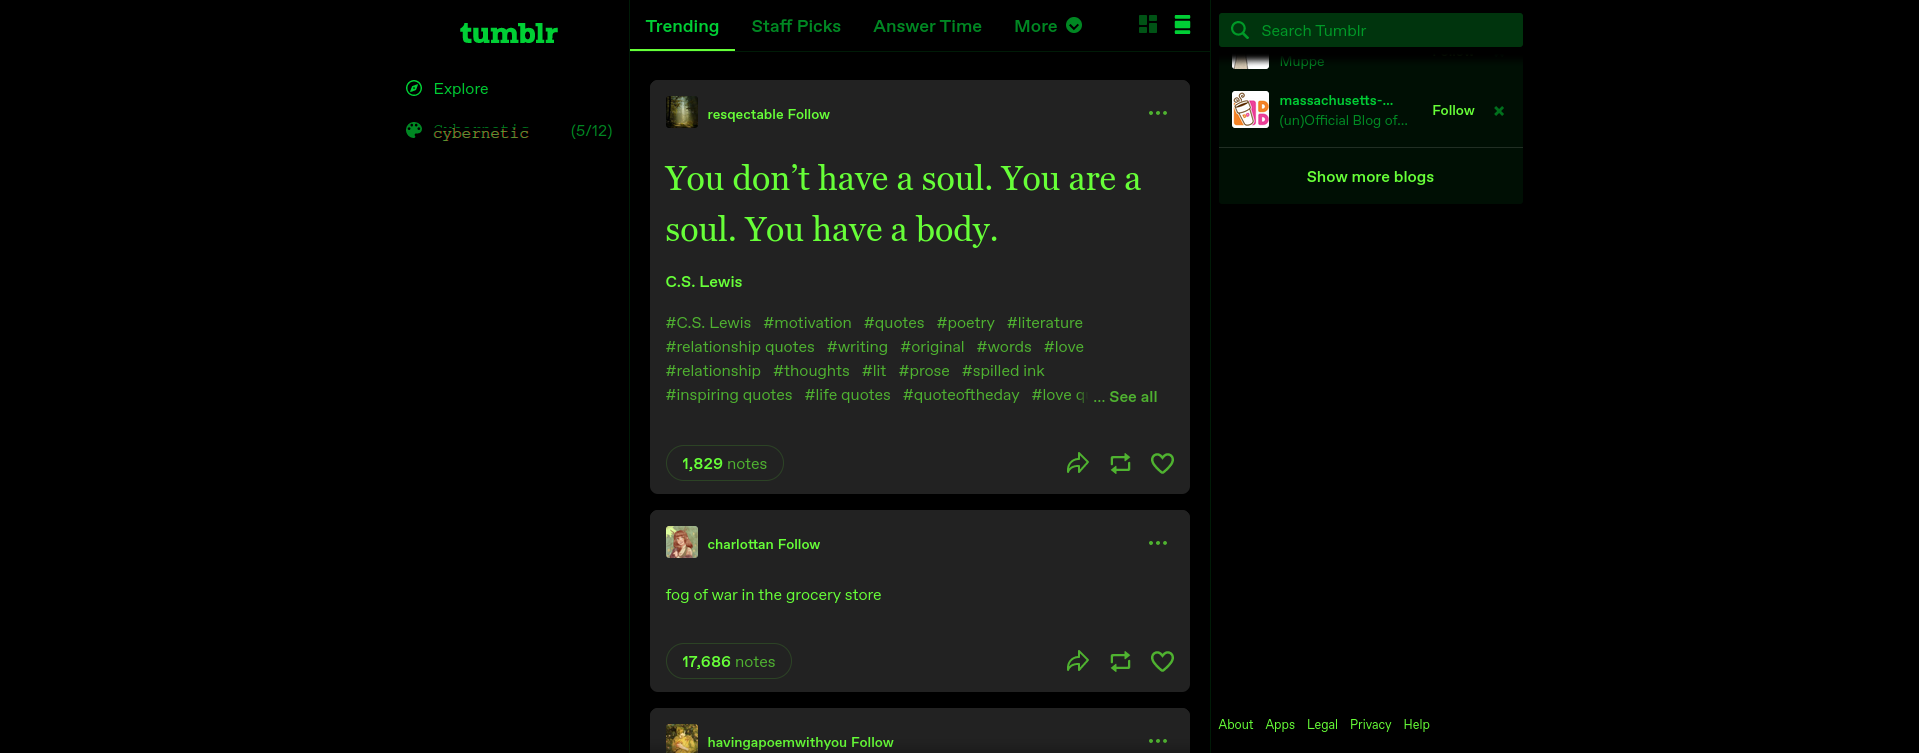 tumblr
Explore
cybernetic (5/12)
Trending Staff Picks Answer Time More
resqectable Follow
You don’t have a soul. You are a
soul. You have a body.
C.S. Lewis
#C.S. Lewis #motivation #quotes #poetry #literature
#relationship quotes #writing #original #words #love
#relationship #thoughts #lit #prose #spilled ink
#inspiring quotes #life quotes #quoteoftheday #love q ... See all
1,829 notes
charlottan Follow
fog of war in the grocery store
17,686 notes
havingapoemwithyou Follow
Search Tumblr
Muppe
massachusetts-...
(un)Official Blog of...
Follow
Show more blogs
About Apps Legal Privacy Help